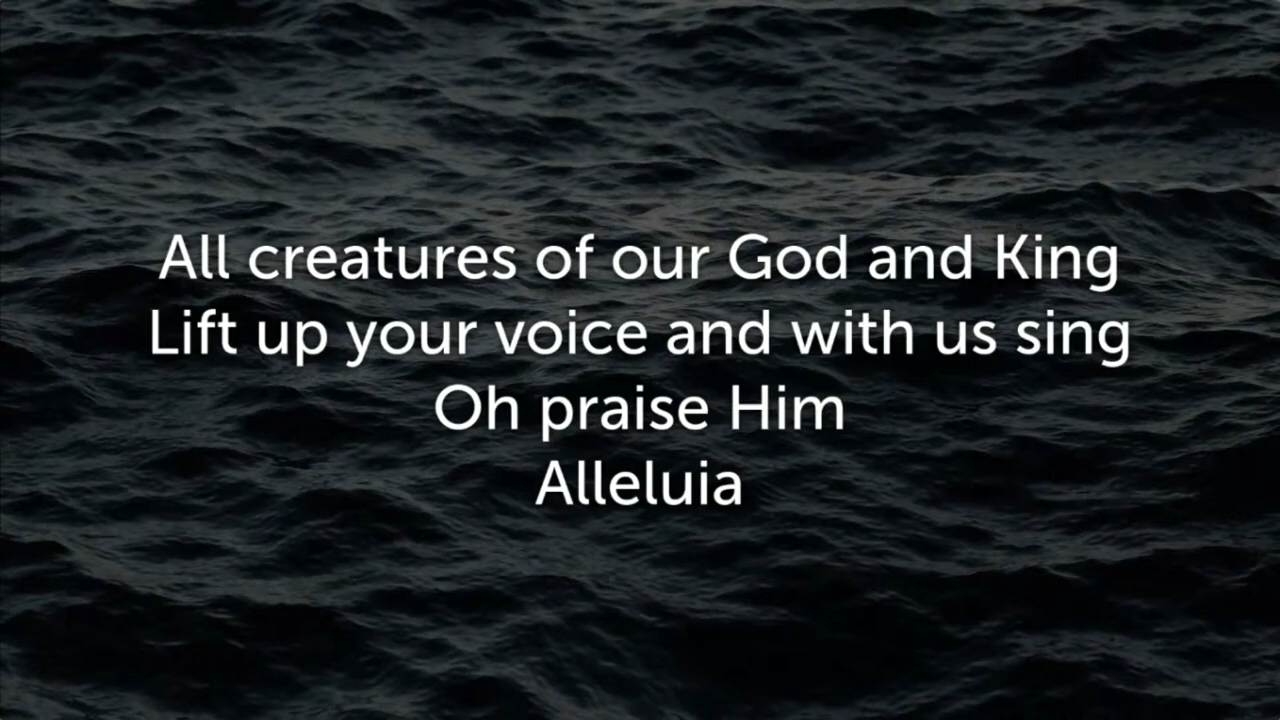 All creatures of our God and King
Lift up your voice and with us sing
Oh praise Him
Alleluia